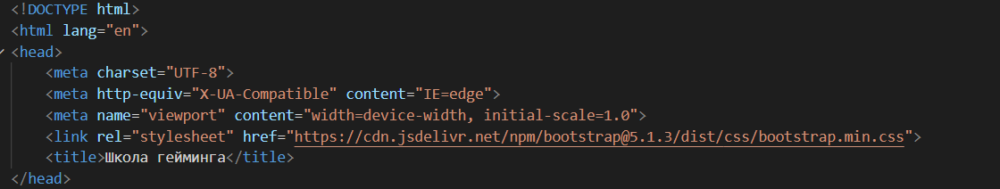 <!DOCTYPE html>
<html lang="en">
<head>
<meta charset="UTF-8">
<meta http-equiv="X-UA-Compatible" content="IE=edge">
<meta name="viewport" content="width=device-width, initial-scale=1.0">
<link rel="stylesheet" href="https://cdn.jsdelivr.net/npm/bootstrap@5.1.3/dist/css/bootstrap.min.css">
<title>Школа гейминга</title>
</head>